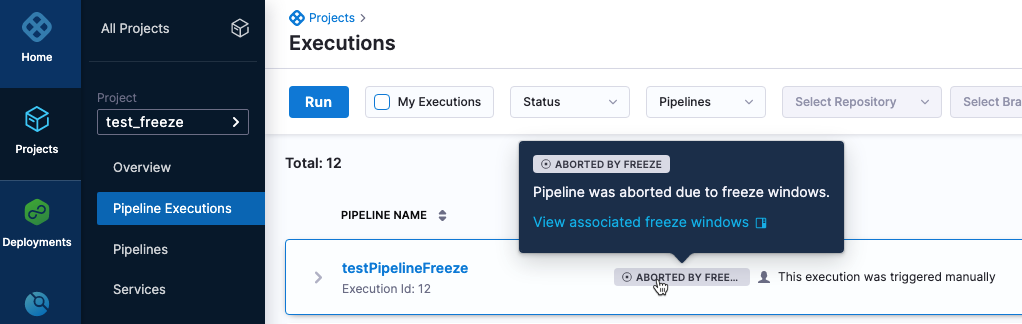 Home
Projects
Deployments
All Projects
Project
test_freeze
Overview
Pipeline Executions
Pipelines
Services
Projects
Executions
Run
My Executions
Status
Pipelines
Select Repository
Select Bra
Total: 12
ABORTED BY FREEZE
Pipeline was aborted due to freeze windows.
View associated freeze windows
PIPELINE NAME
testPipelineFreeze
ABORTED BY FREE...
This execution was triggered manually
Execution Id: 12